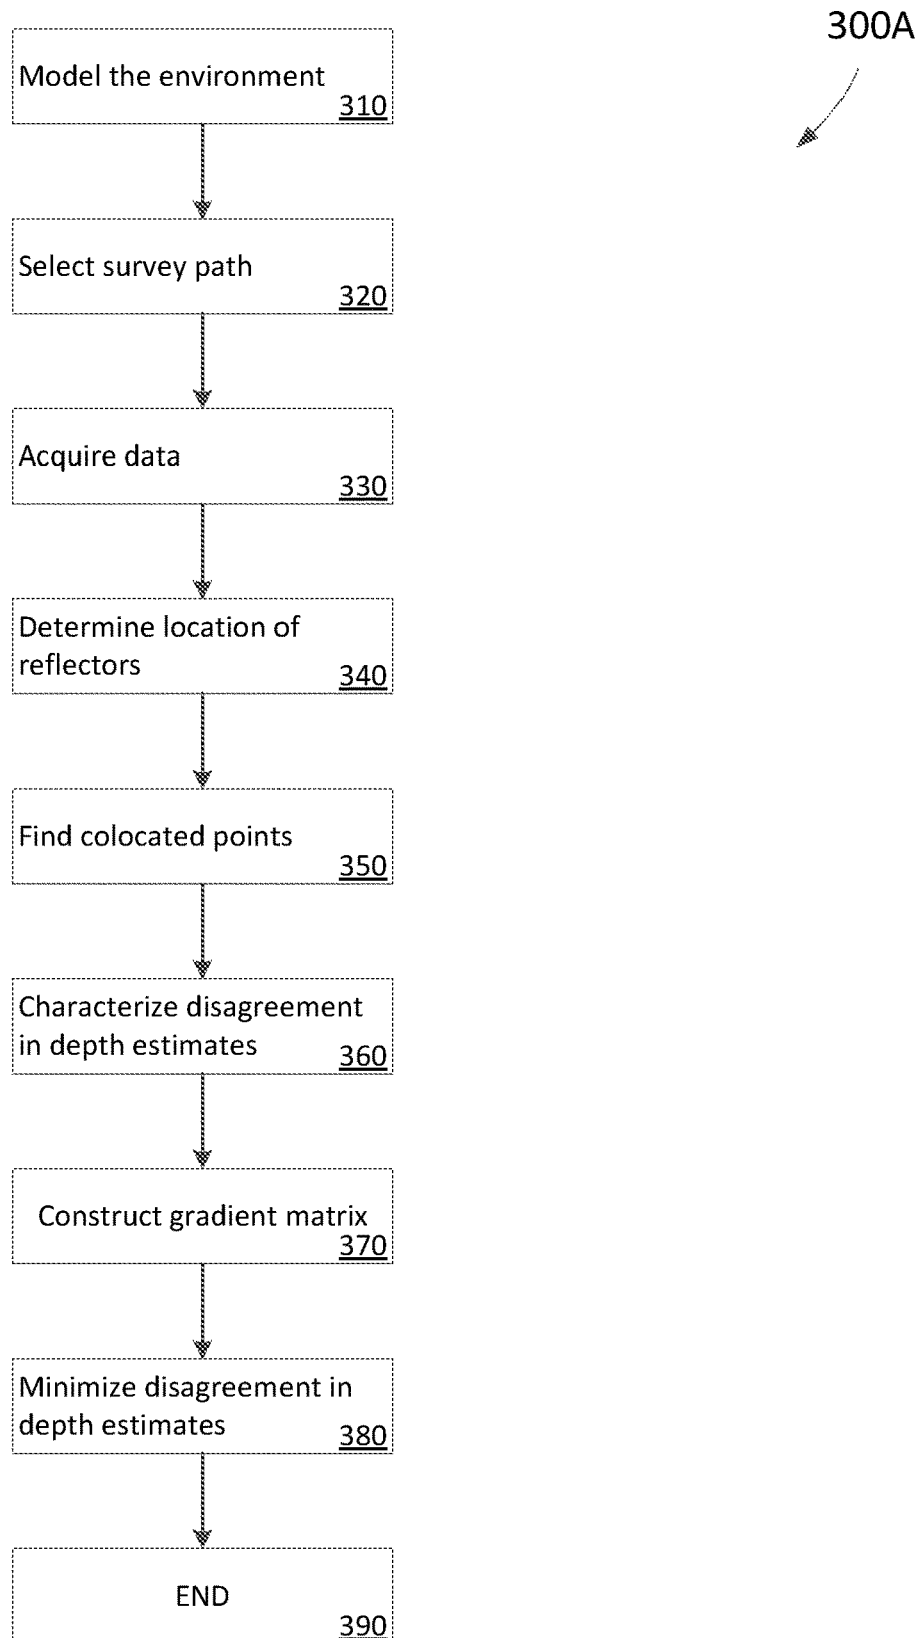 300A
Model the environment
310
Select survey path
320
Acquire data
330
Determine location of
reflectors
340
Find colocated points
350
Characterize disagreement
in depth estimates
360
Construct gradient matrix
370
Minimize disagreement in
depth estimates
380
END
390